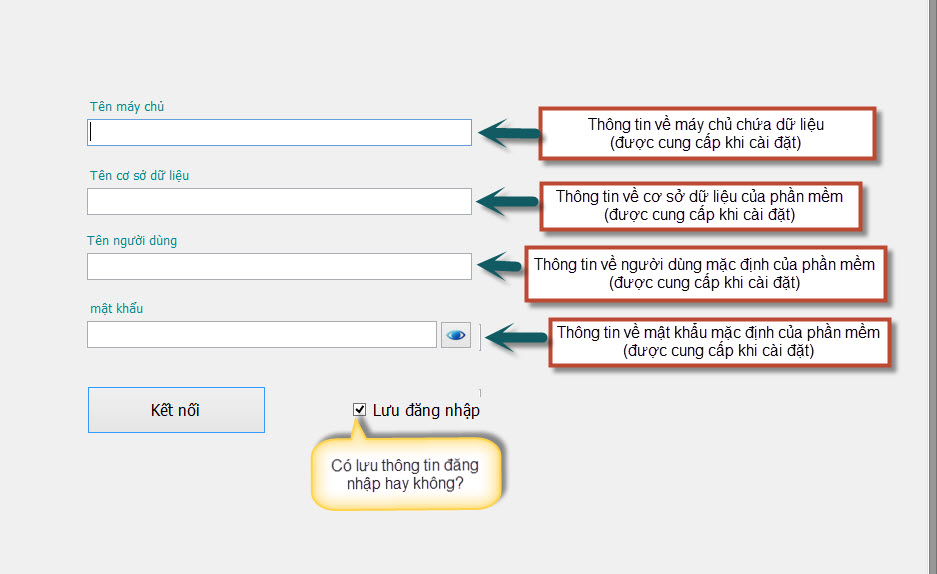 Tên máy chủ
Thông tin về máy chủ chứa dữ liệu
(được cung cấp khi cài đặt)
Tên cơ sở dữ liệu
Thông tin về cơ sở dữ liệu của phần mềm
(được cung cấp khi cài đặt)
Tên người dùng
Thông tin về người dùng mặc định của phần mềm
(được cung cấp khi cài đặt)
mật khẩu
Thông tin về mật khẩu mặc định của phần mềm
(được cung cấp khi cài đặt)
Kết nối
Lưu đăng nhập
Có lưu thông tin đăng
nhập hay không?